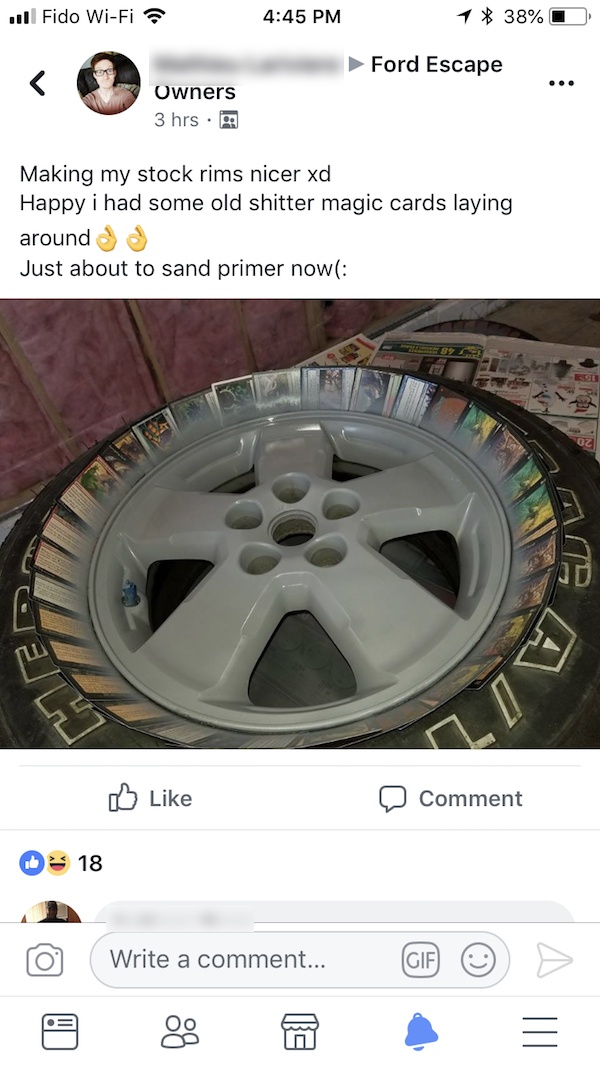 Fido Wi-Fi 4:45 PM 38%
Ford Escape
Owners
3 hrs ·
Making my stock rims nicer xd
Happy i had some old shitter magic cards laying
around👌👌
Just about to sand primer now(:
HER
A/T
Like
Comment
18
Write a comment...
GIF